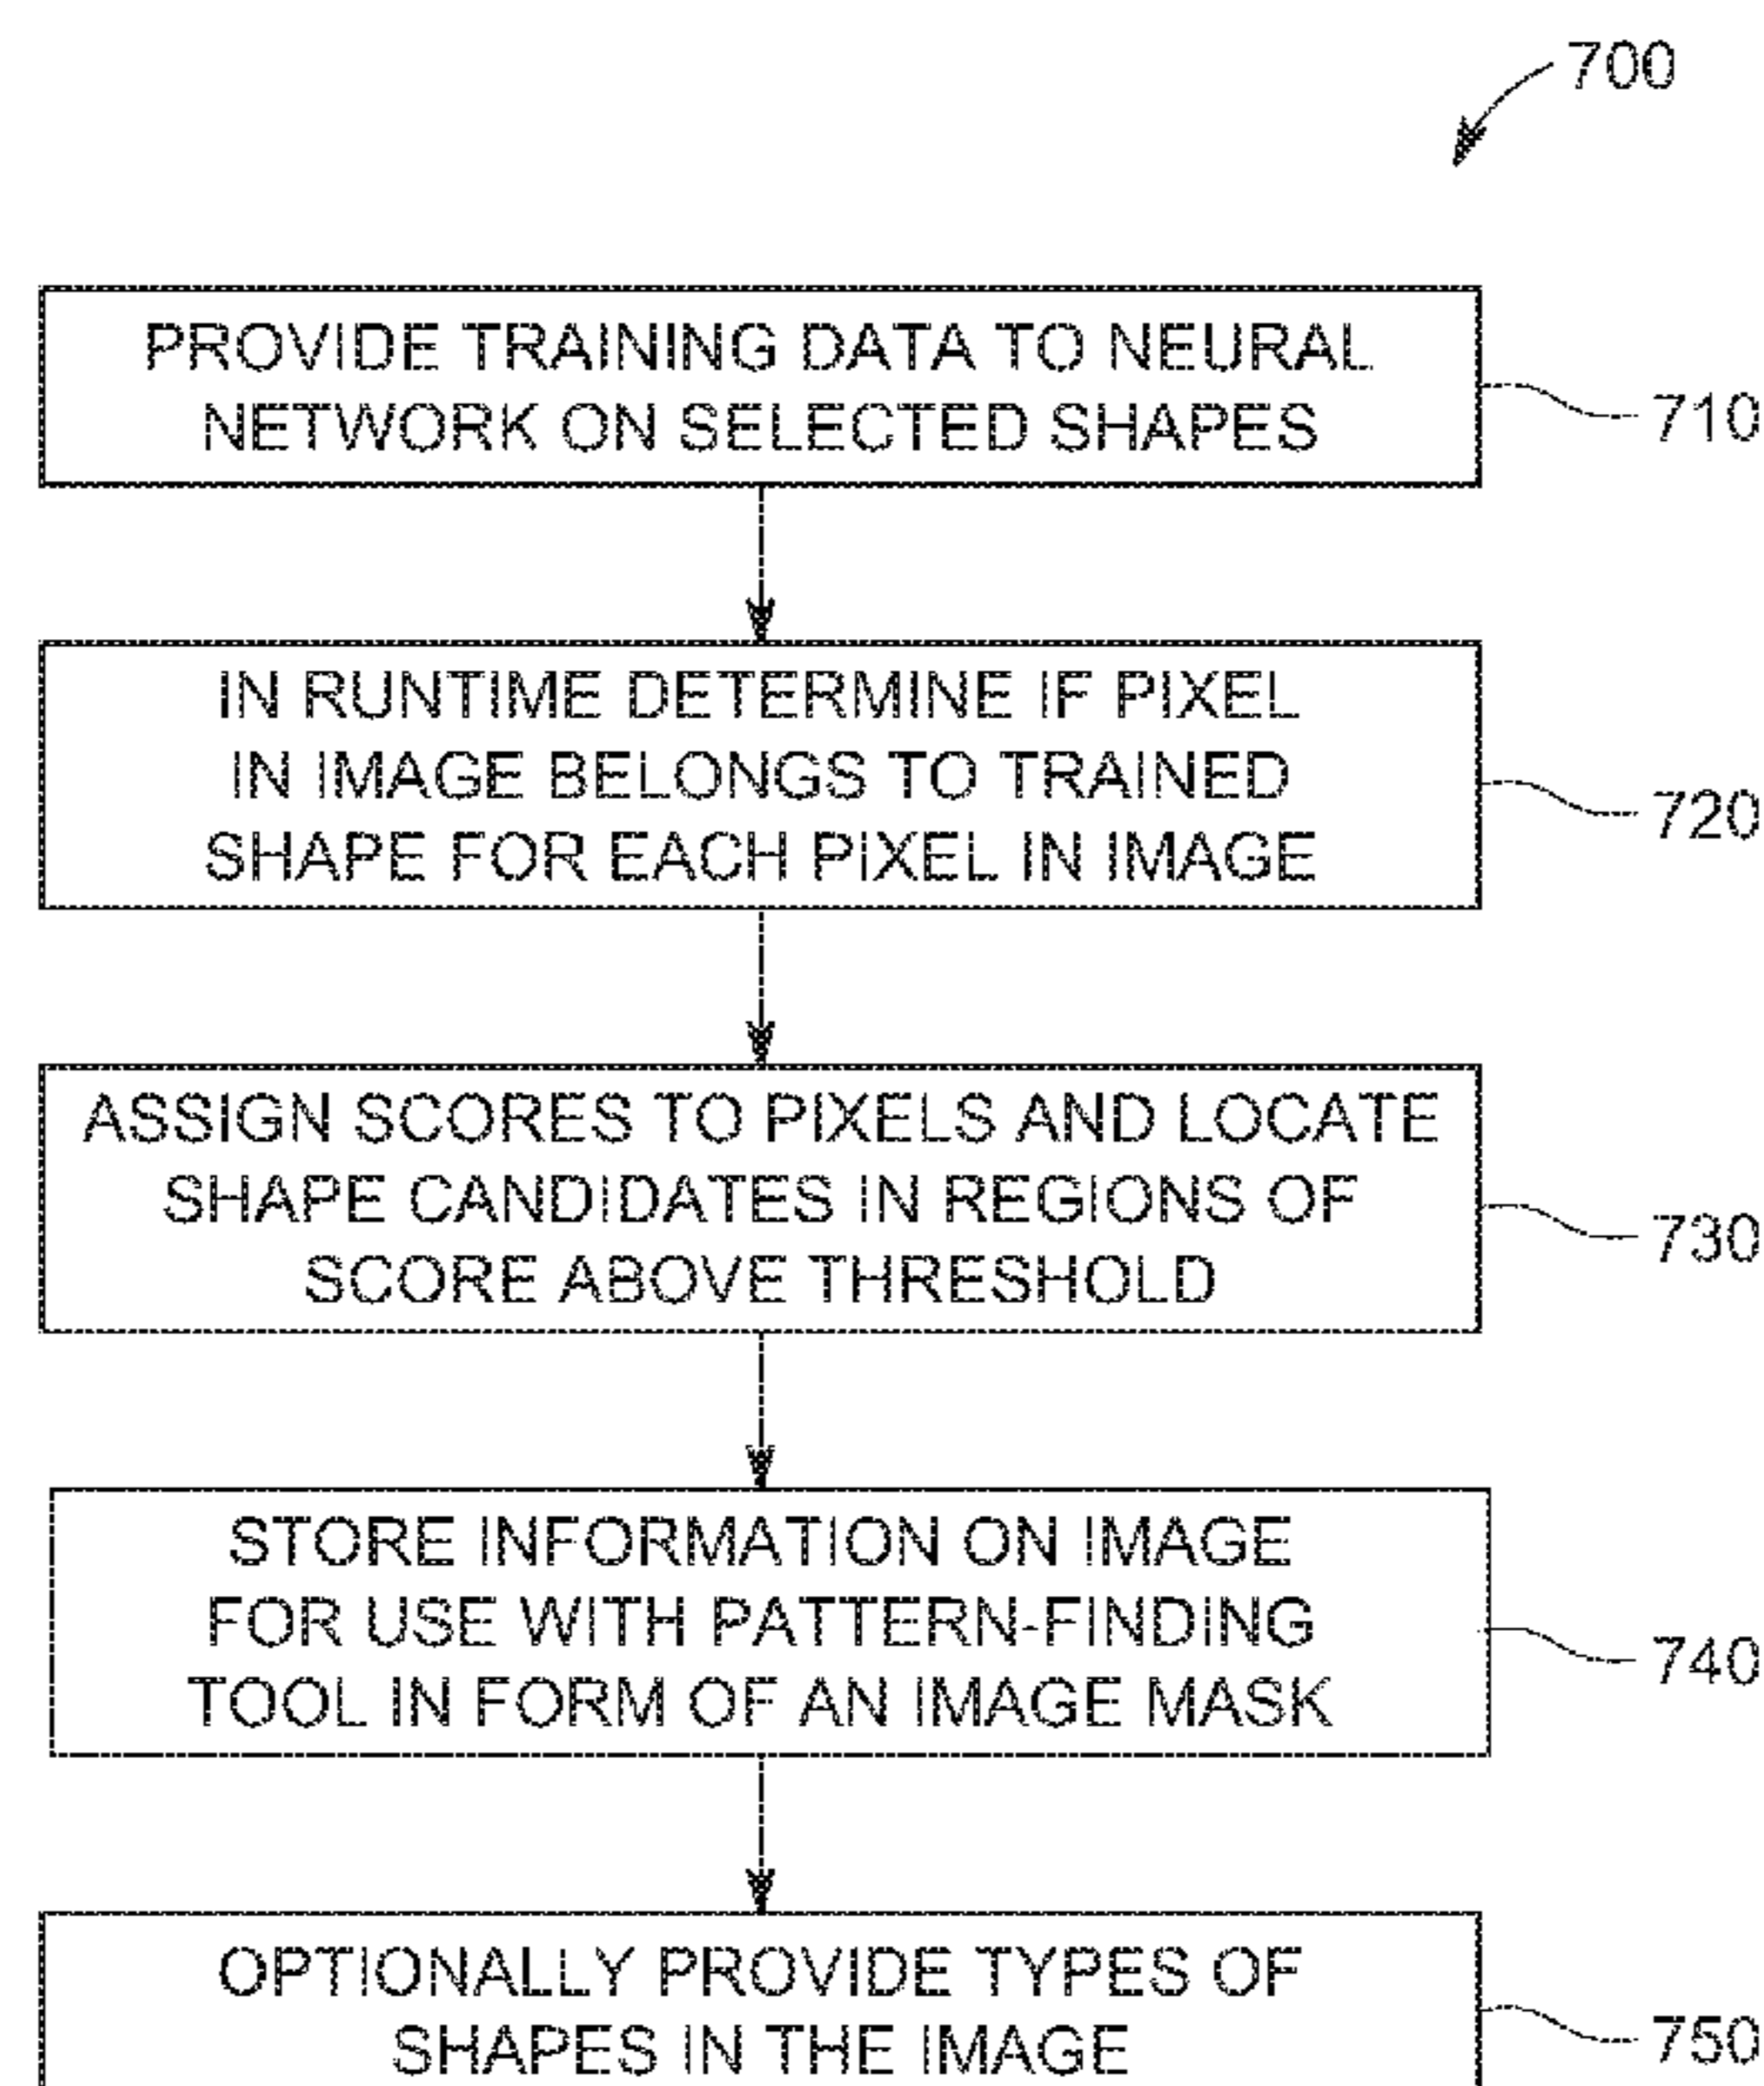 700
PROVIDE TRAINING DATA TO NEURAL
NETWORK ON SELECTED SHAPES
710
IN RUNTIME DETERMINE IF PIXEL
IN IMAGE BELONGS TO TRAINED
SHAPE FOR EACH PIXEL IN IMAGE
720
ASSIGN SCORES TO PIXELS AND LOCATE
SHAPE CANDIDATES IN REGIONS OF
SCORE ABOVE THRESHOLD
730
STORE INFORMATION ON IMAGE
FOR USE WITH PATTERN-FINDING
TOOL IN FORM OF AN IMAGE MASK
740
OPTIONALLY PROVIDE TYPES OF
SHAPES IN THE IMAGE
750